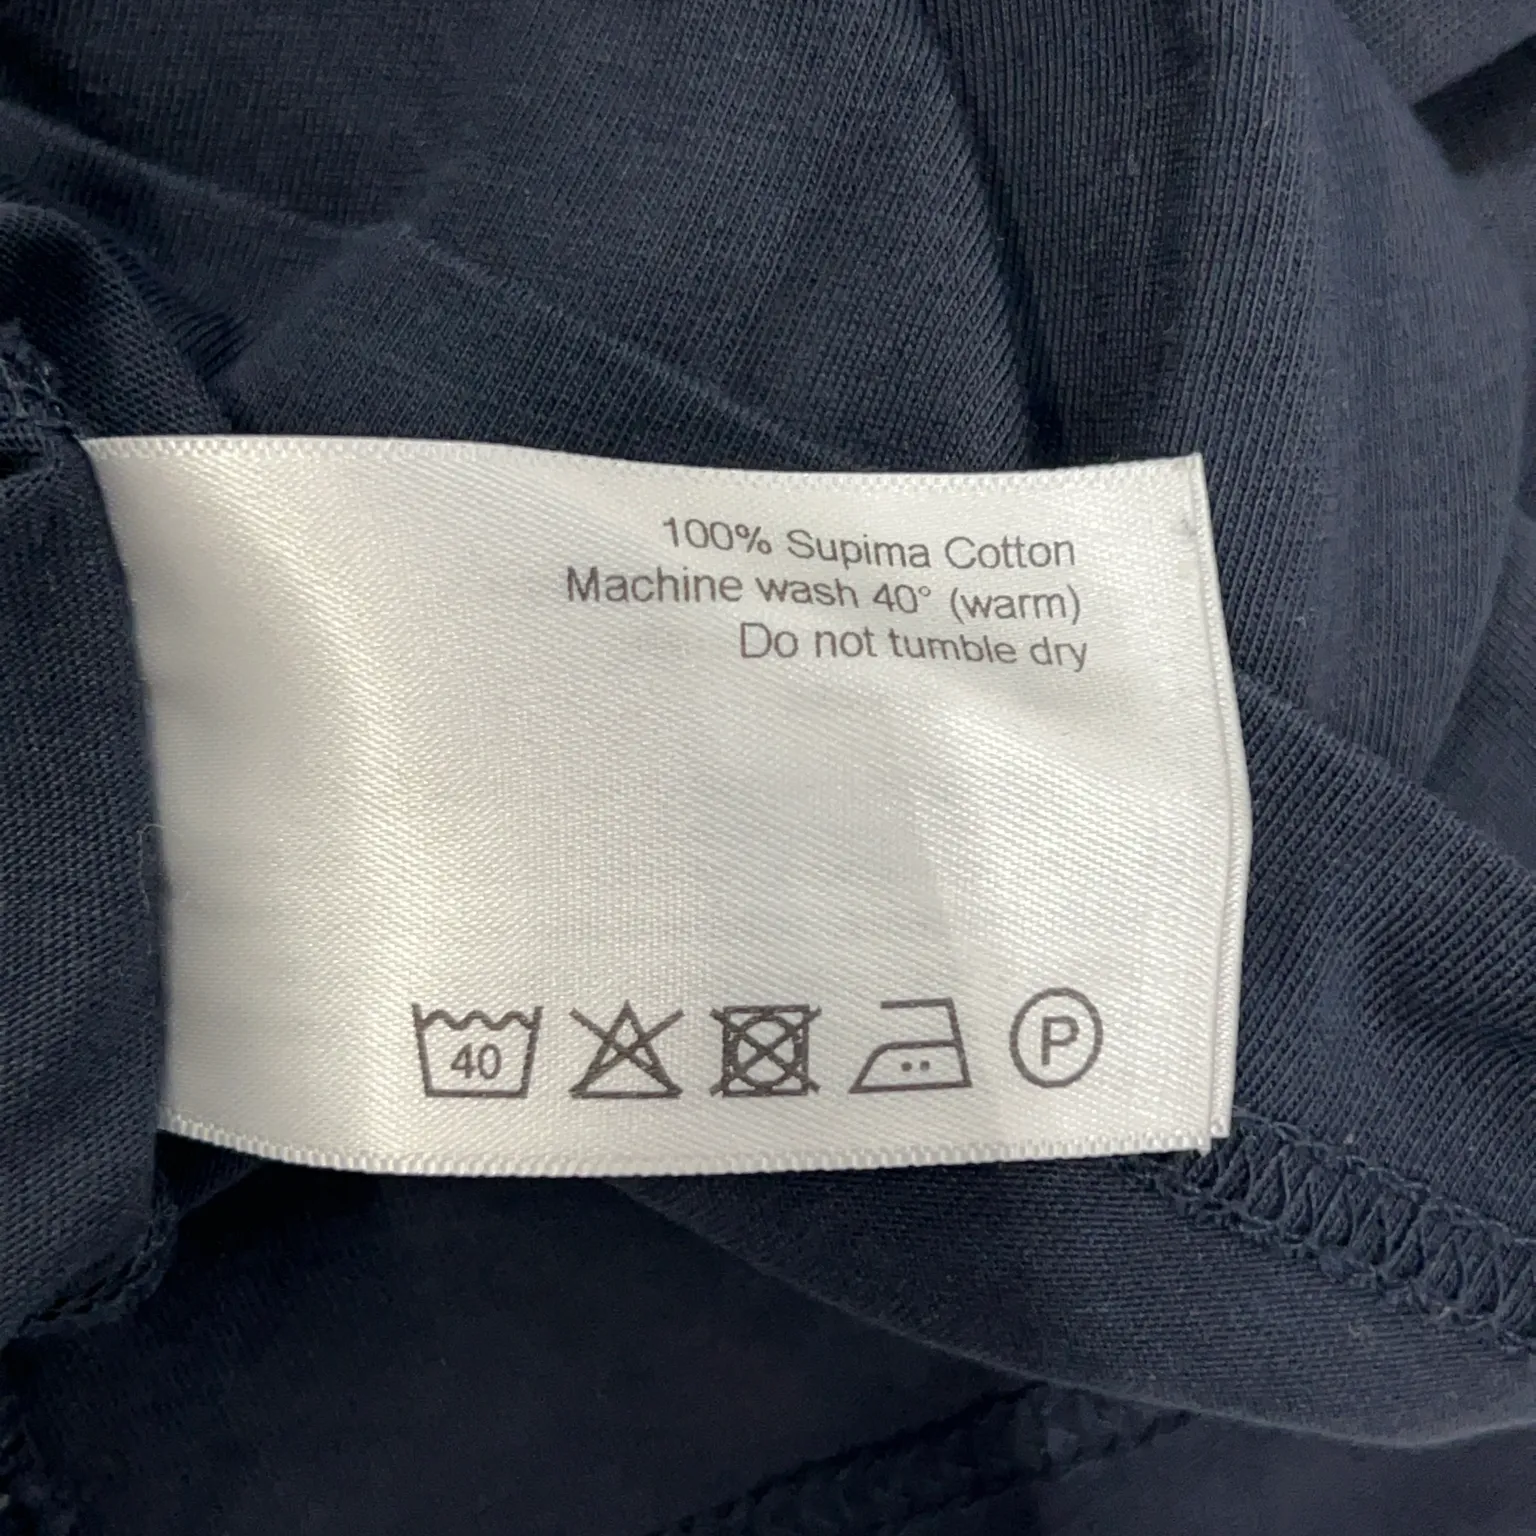 100% Supima Cotton
Machine wash 40° (warm)
Do not tumble dry
40 P